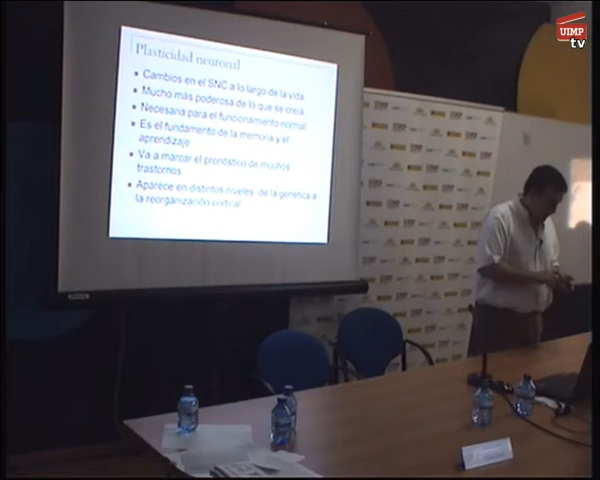 UIMP
tv
Plasticidad neuronal
Cambios en el SNC a lo largo de la vida.
Mucho más poderosa de lo que se creía
Necesaria para el funcionamiento normal
Es el fundamento de la memoria y el
aprendizaje
Va a marcar el pronóstico de muchos
trastornos
Aparece en distintos niveles de la genética a
la reorganización cortical